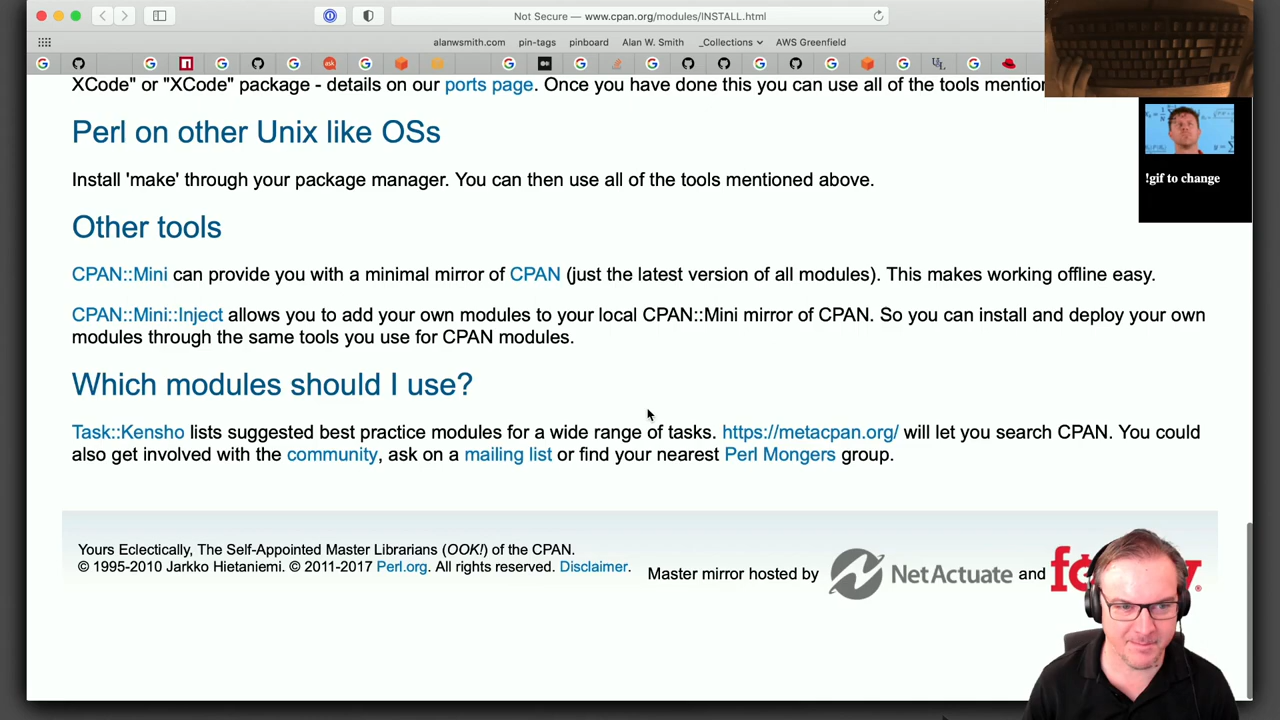 Not Secure — www.cpan.org/modules/INSTALL.html
alanwsmith.com pin-tags pinboard Alan W. Smith _Collections AWS Greenfield
XCode" or "XCode" package - details on our ports page. Once you have done this you can use all of the tools
Perl on other Unix like OSs
Install 'make' through your package manager. You can then use all of the tools mentioned above.
!gif to change
Other tools
CPAN::Mini can provide you with a minimal mirror of CPAN (just the latest version of all modules). This makes working offline easy.
CPAN::Mini::Inject allows you to add your own modules to your local CPAN::Mini mirror of CPAN. So you can install and deploy your own
modules through the same tools you use for CPAN modules.
Which modules should I use?
Task::Kensho lists suggested best practice modules for a wide range of tasks. https://metacpan.org/ will let you search CPAN. You could
also get involved with the community, ask on a mailing list or find your nearest Perl Mongers group.
Yours Eclectically, The Self-Appointed Master Librarians (OOK!) of the CPAN.
© 1995-2010 Jarkko Hietaniemi. © 2011-2017 Perl.org. All rights reserved. Disclaimer.
Master mirror hosted by NetActuate and